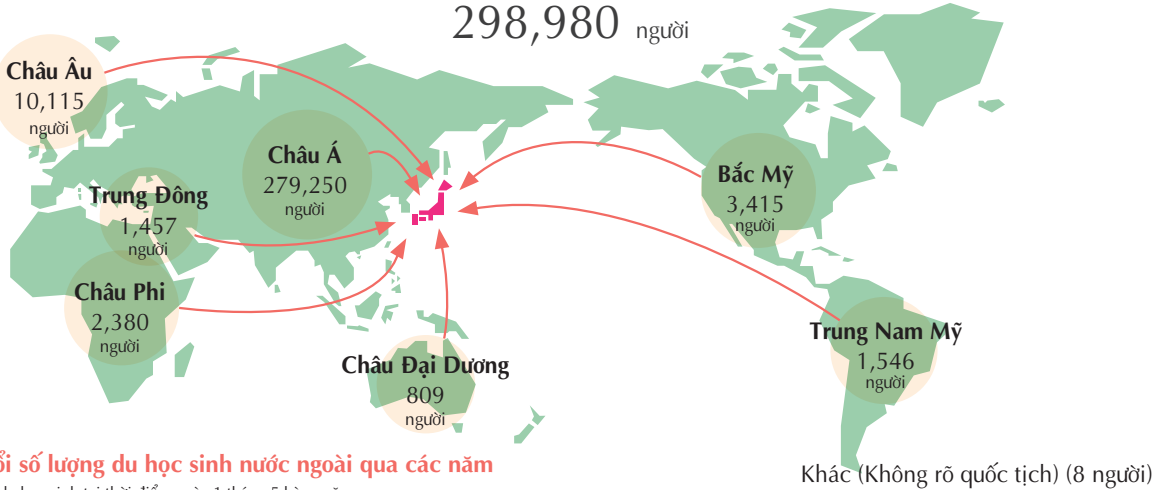 298,980 người
Châu Âu
10,115
người
Châu Á
279,250
người
Trung Đông
1,457
người
Châu Phi
2,380
người
Châu Đại Dương
809
người
Bắc Mỹ
3,415
người
Trung Nam Mỹ
1,546
người
Khác (Không rõ quốc tịch) (8 người)
số lượng du học sinh nước ngoài qua các năm